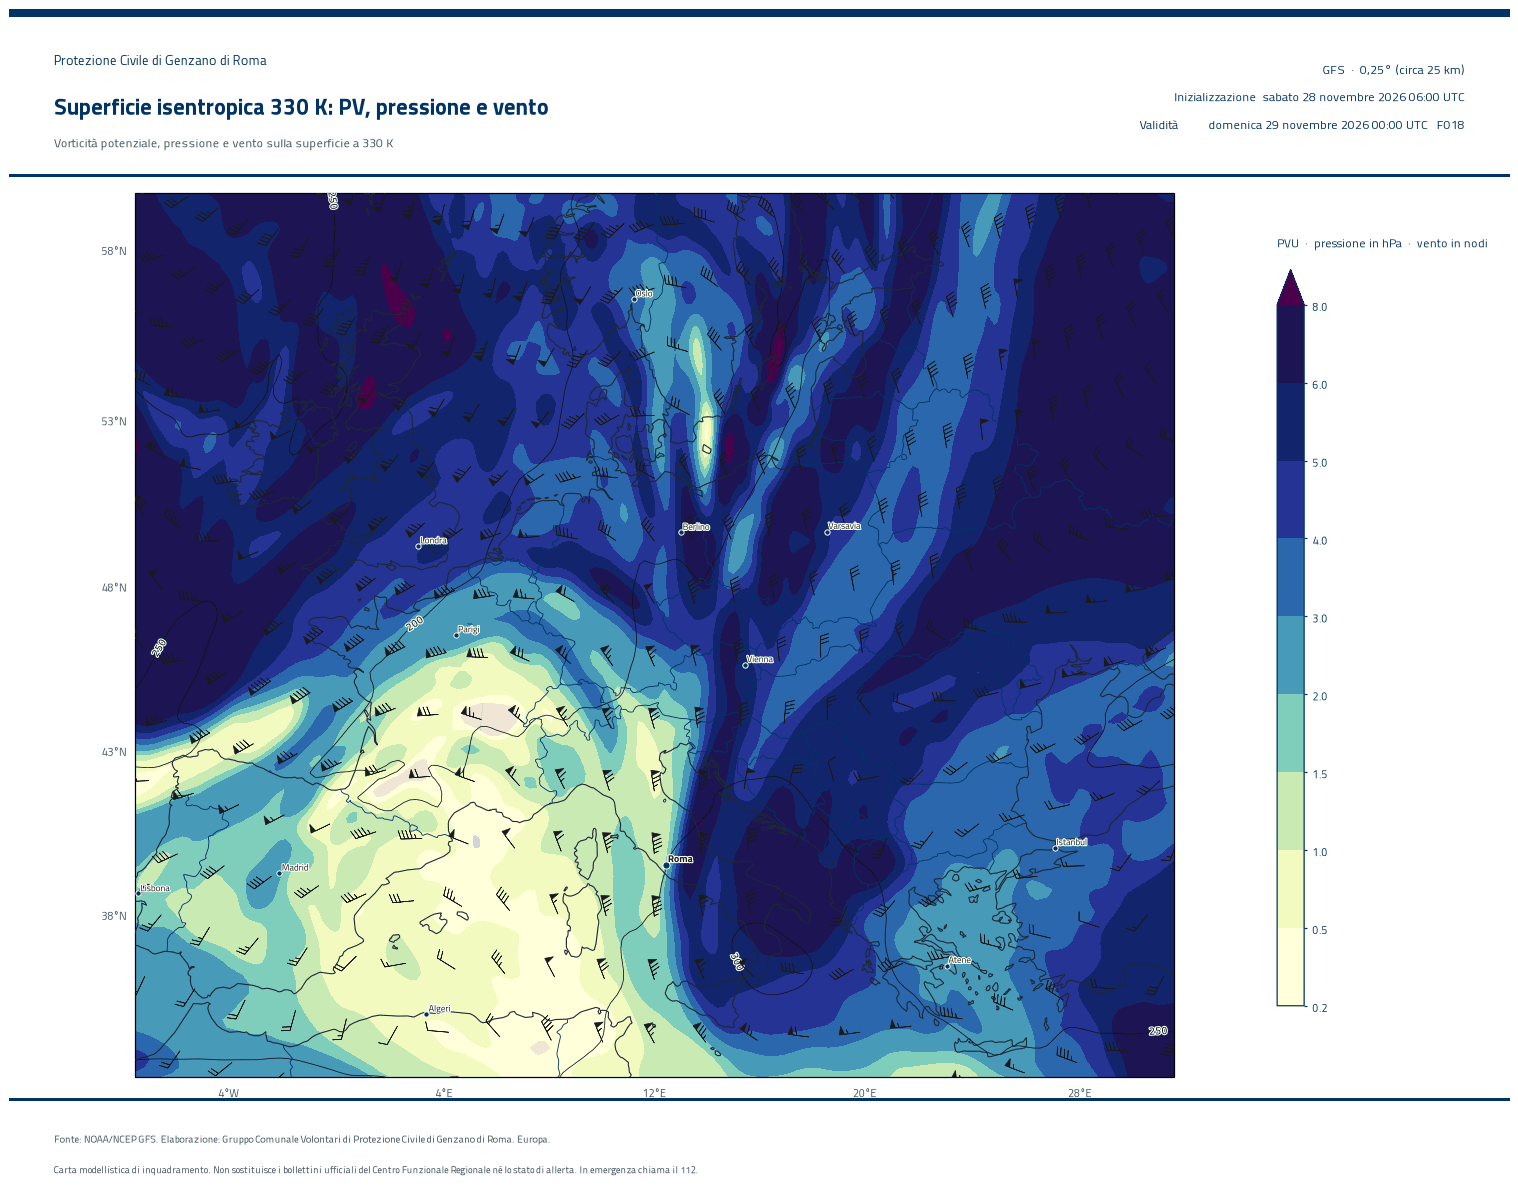 Protezione Civile di Genzano di Roma
Superficie isentropica 330 K: PV, pressione e vento
Vorticità potenziale, pressione e vento sulla superficie a 330 K
GFS · 0,25° (circa 25 km)
Inizializzazione sabato 28 novembre 2026 06:00 UTC
Validità domenica 29 novembre 2026 00:00 UTC F018
PVU · pressione in hPa · vento in nodi
8.0
6.0
5.0
4.0
3.0
2.0
1.5
1.0
0.5
0.2
58°N
53°N
48°N
43°N
38°N
4°W
4°E
12°E
20°E
28°E
Oslo
Berlino
Varsavia
Londra
Parigi
Vienna
Roma
Madrid
Lisbona
Istanbul
Atene
Algeri
250
200
300
250
Fonte: NOAA/NCEP GFS. Elaborazione: Gruppo Comunale Volontari di Protezione Civile di Genzano di Roma. Europa.
Carta modellistica di inquadramento. Non sostituisce i bollettini ufficiali del Centro Funzionale Regionale né lo stato di allerta. In emergenza chiama il 112.